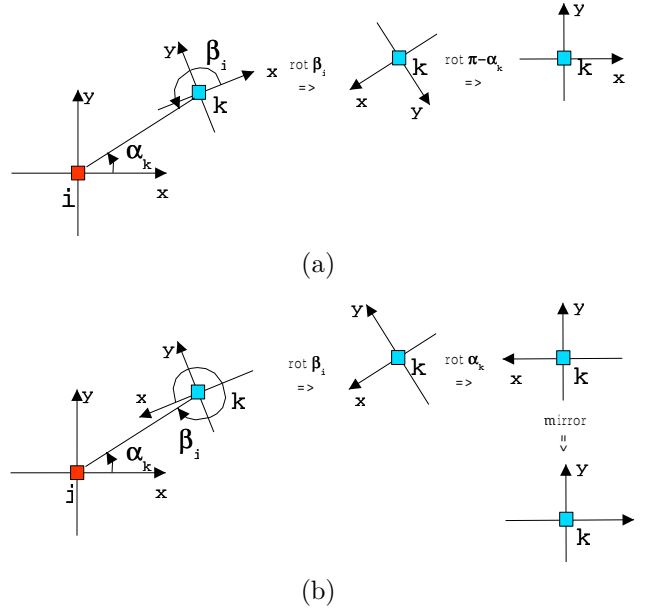 y
y
β i
x
rot β i
=>
k
x
y
rot π−α k
=>
y
k
x
k
α k
x
i
(a)
y
y
x
k
α k
β i
x
j
rot β i
=>
y
k
x
rot α k
=>
y
x
k
mirror
=>
y
k
(b)